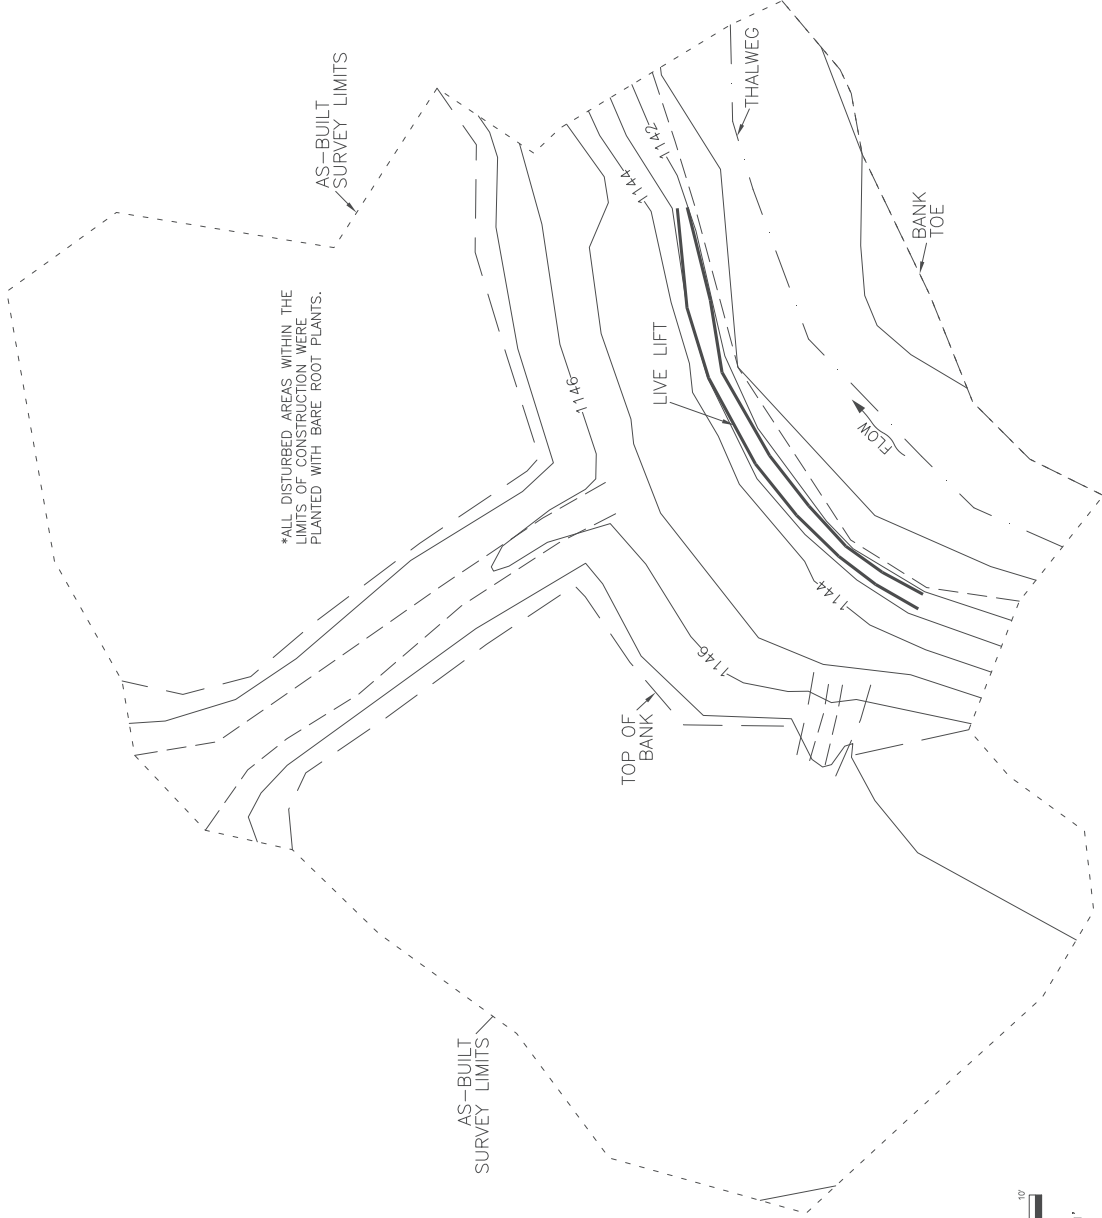 AS-BUILT
SURVEY LIMITS
*ALL DISTURBED AREAS WITHIN THE
LIMITS OF CONSTRUCTION WERE
PLANTED WITH BARE ROOT PLANTS.
THALWEG
1142
1144
BANK
TOE
LIVE LIFT
1146
FLOW
1144
1146
TOP OF
BANK
AS-BUILT
SURVEY LIMITS
10'